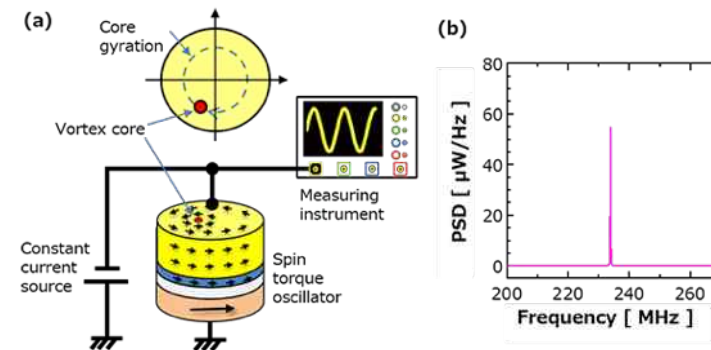 (a)
Core
gyration
Vortex core
Measuring
instrument
Constant
current
source
Spin
torque
oscillator
(b)
80
60
40
20
0
PSD [ µW/Hz ]
200
220
240
260
Frequency [ MHz ]